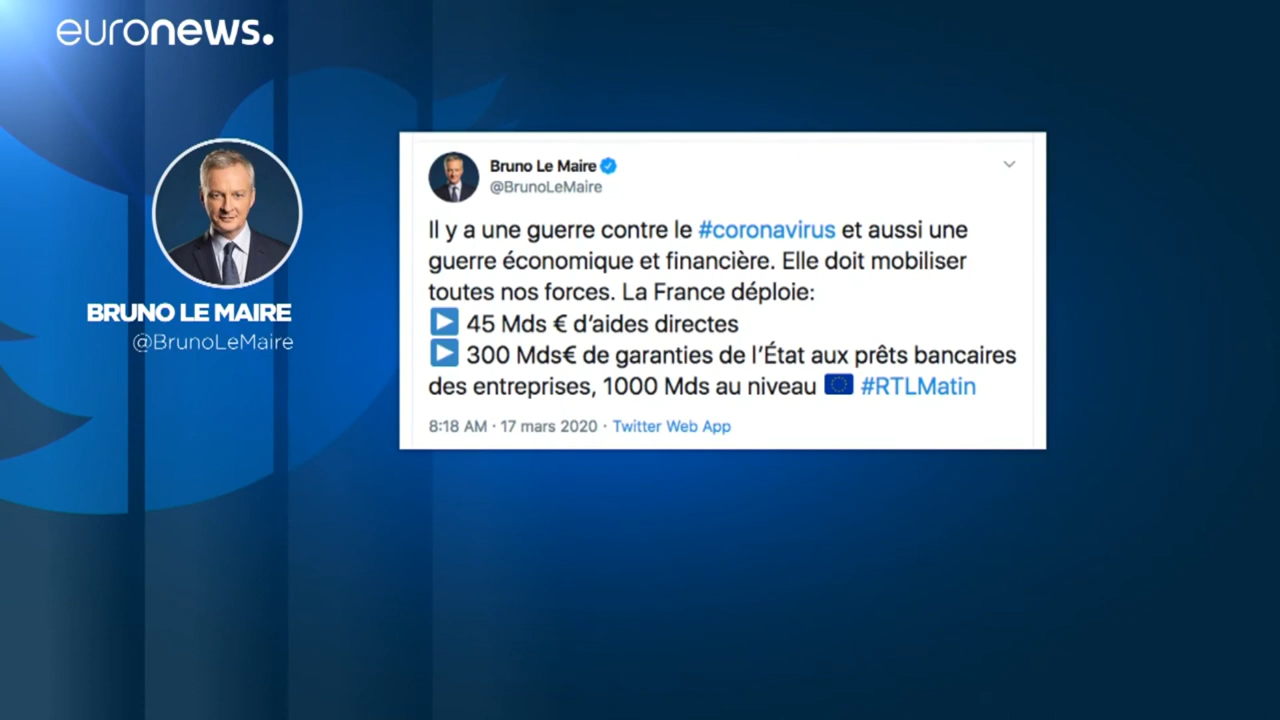 euronews.
BRUNO LE MAIRE
@BrunoLeMaire
Bruno Le Maire
@BrunoLeMaire
Il y a une guerre contre le #coronavirus et aussi une
guerre économique et financière. Elle doit mobiliser
toutes nos forces. La France déploie:
▶ 45 Mds € d’aides directes
▶ 300 Mds€ de garanties de l’État aux prêts bancaires
des entreprises, 1000 Mds au niveau 🇪🇺 #RTLMatin
8:18 AM · 17 mars 2020 · Twitter Web App